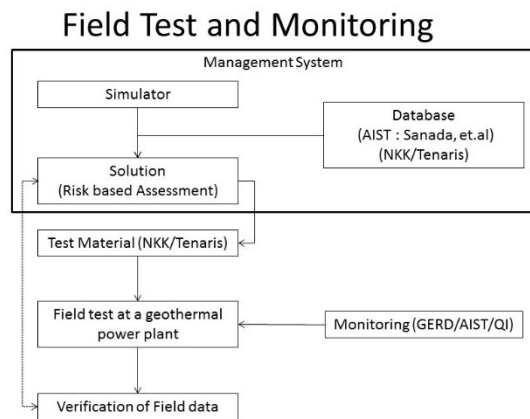 Field Test and Monitoring
Management System
Simulator
Database
(AIST : Sanada, et.al)
(NKK/Tenaris)
Solution
(Risk based Assessment)
Test Material (NKK/Tenaris)
Field test at a geothermal
power plant
Monitoring (GERD/AIST/QI)
Verification of Field data